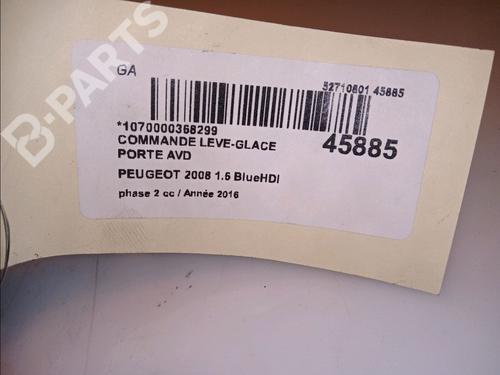 B-PARTS
GA
52710801 45885
*1070000368299
45885
COMMANDE LEVE-GLACE
PORTE AVD
PEUGEOT 2008 1.6 BlueHDI
phase 2 cc / Année 2016